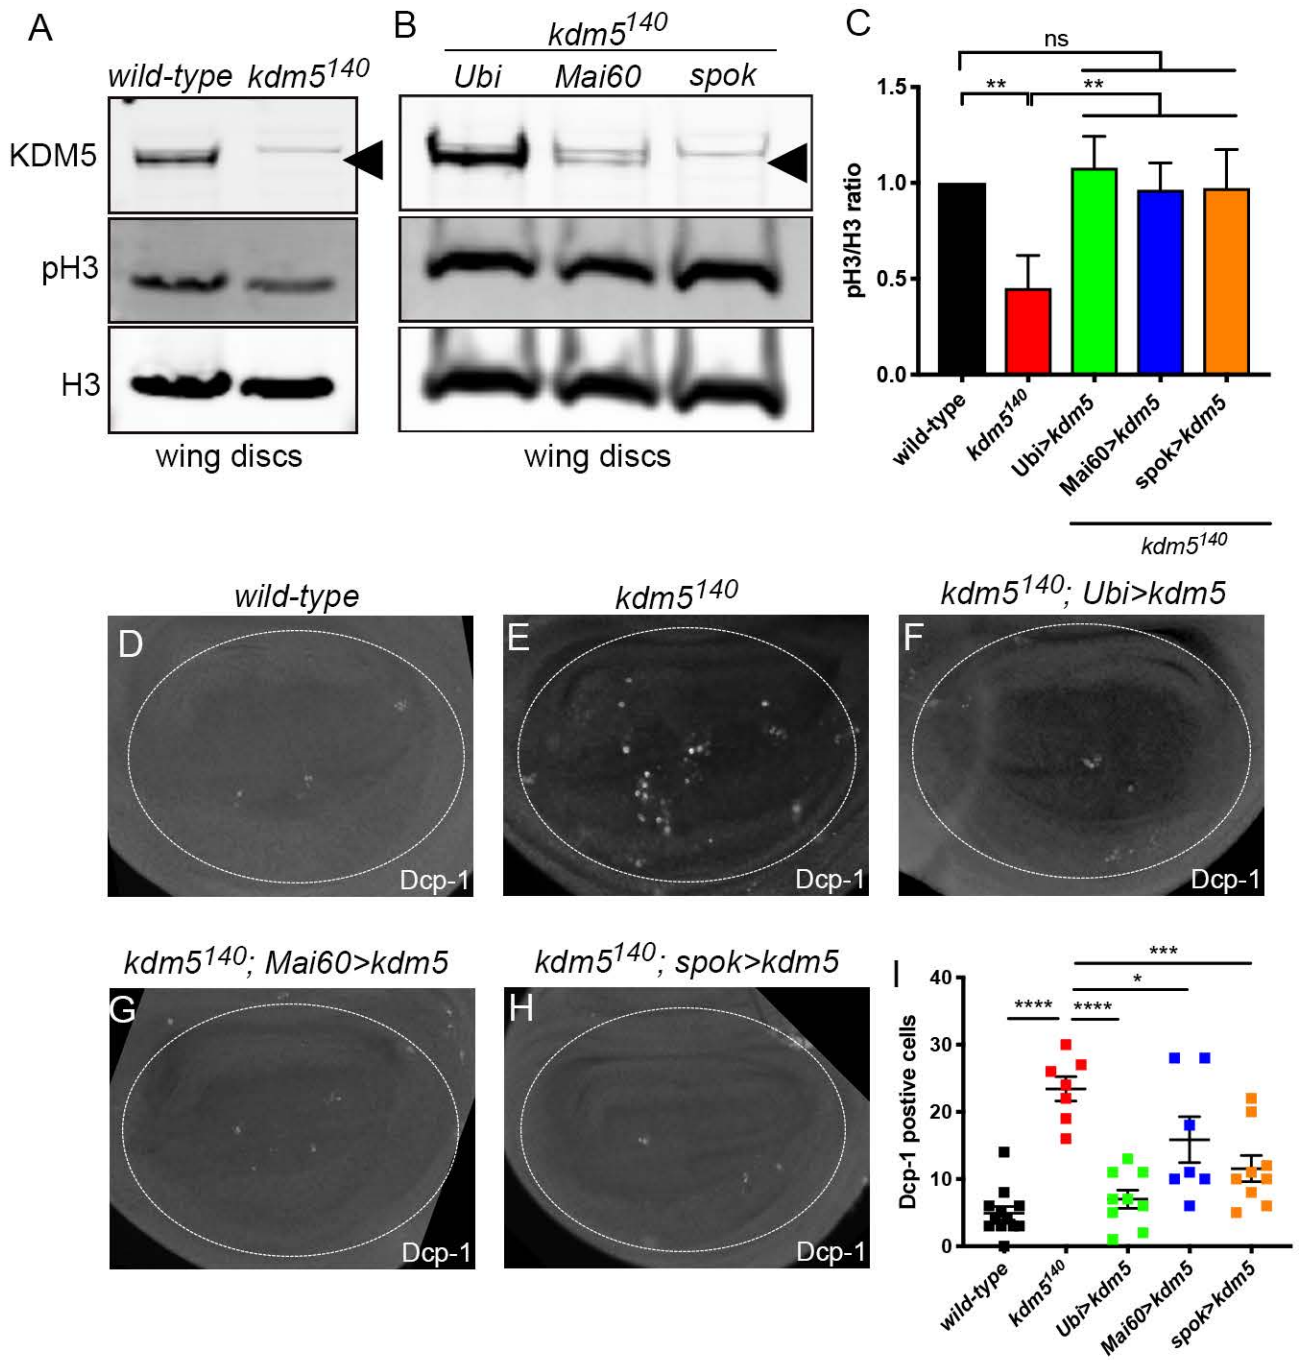 A
wild-type kdm5¹⁴⁰
KDM5
pH3
H3
wing discs
B
kdm5¹⁴⁰
Ubi Mai60 spok
wing discs
C
ns
** **
1.5
1.0
0.5
0.0
pH3/H3 ratio
wild-type
kdm5¹⁴⁰
Ubi>kdm5
Mai60>kdm5
spok>kdm5
kdm5¹⁴⁰
wild-type
D
Dcp-1
kdm5¹⁴⁰
E
Dcp-1
kdm5¹⁴⁰; Ubi>kdm5
F
Dcp-1
kdm5¹⁴⁰; Mai60>kdm5
G
Dcp-1
kdm5¹⁴⁰; spok>kdm5
H
Dcp-1
I
***
*
**** ****
40
30
20
10
0
Dcp-1 postive cells
wild-type
kdm5¹⁴⁰
Ubi>kdm5
Mai60>kdm5
spok>kdm5